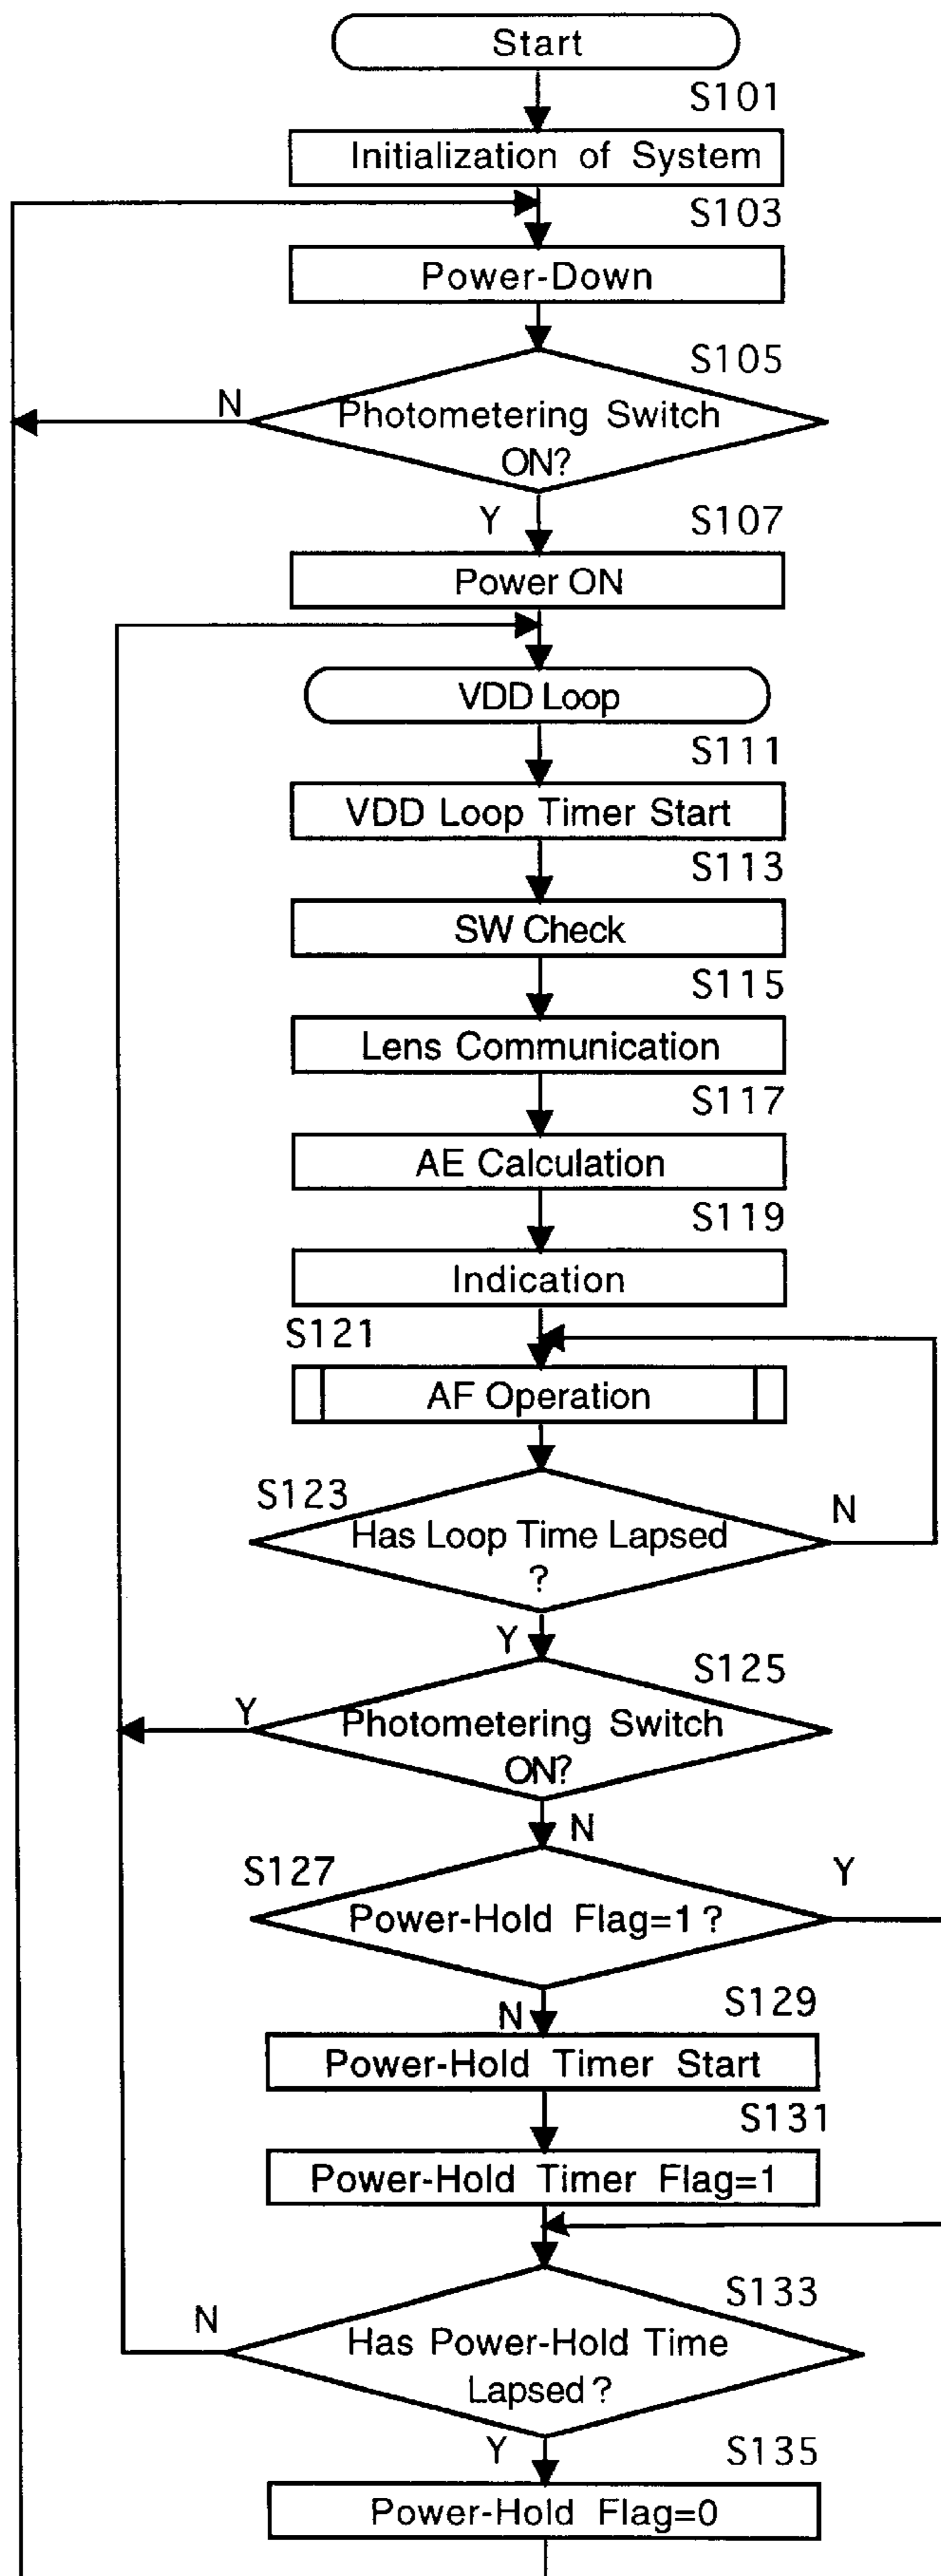 Start
S101
Initialization of System
S103
Power-Down
S105
N
Photometering Switch
ON?
Y
S107
Power ON
VDD Loop
S111
VDD Loop Timer Start
S113
SW Check
S115
Lens Communication
S117
AE Calculation
S119
Indication
S121
AF Operation
S123
N
Has Loop Time Lapsed
?
Y
S125
Y
Photometering Switch
ON?
N
S127
Y
Power-Hold Flag=1?
N
S129
Power-Hold Timer Start
S131
Power-Hold Timer Flag=1
S133
N
Has Power-Hold Time
Lapsed?
Y
S135
Power-Hold Flag=0